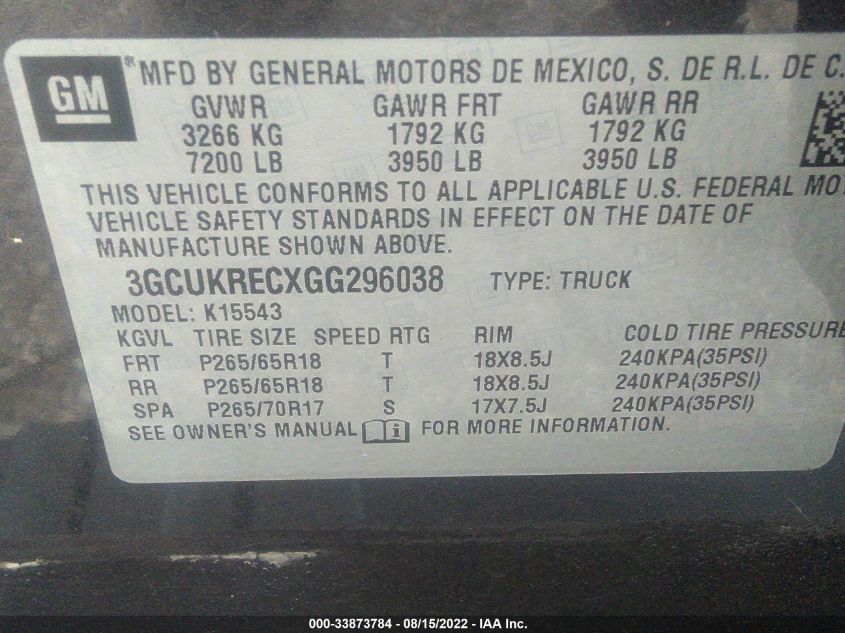 GM
*MFD BY GENERAL MOTORS DE MEXICO, S. DE R.L. DE C.
GVWR GAWR FRT GAWR RR
3266 KG 1792 KG 1792 KG
7200 LB 3950 LB 3950 LB
THIS VEHICLE CONFORMS TO ALL APPLICABLE U.S. FEDERAL MO
VEHICLE SAFETY STANDARDS IN EFFECT ON THE DATE OF
MANUFACTURE SHOWN ABOVE.
3GCUKRECXGG296038 TYPE: TRUCK
MODEL: K15543
KGVL TIRE SIZE SPEED RTG RIM COLD TIRE PRESSURE
FRT P265/65R18 T 18X8.5J 240KPA(35PSI)
RR P265/65R18 T 18X8.5J 240KPA(35PSI)
SPA P265/70R17 S 17X7.5J 240KPA(35PSI)
SEE OWNER'S MANUAL i FOR MORE INFORMATION.
000-33873784 - 08/15/2022 - IAA Inc.